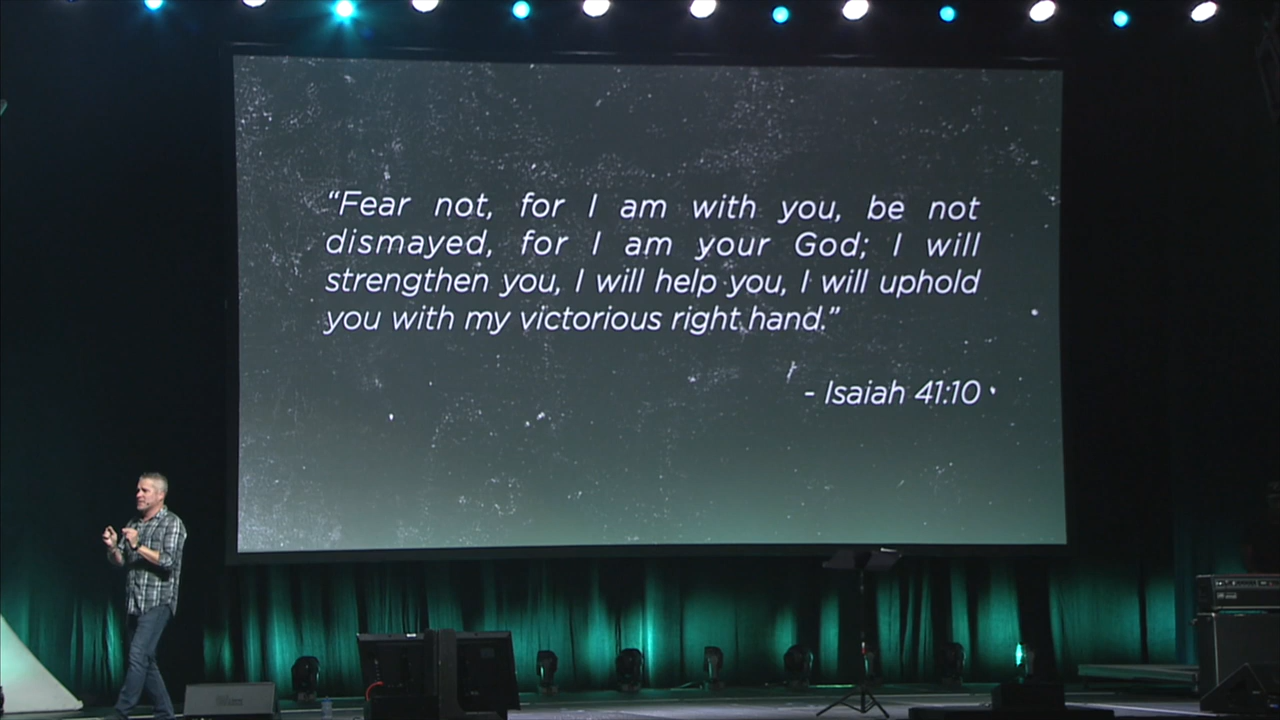 “Fear not, for I am with you, be not
dismayed, for I am your God; I will
strengthen you, I will help you, I will uphold
you with my victorious right hand.”
- Isaiah 41:10